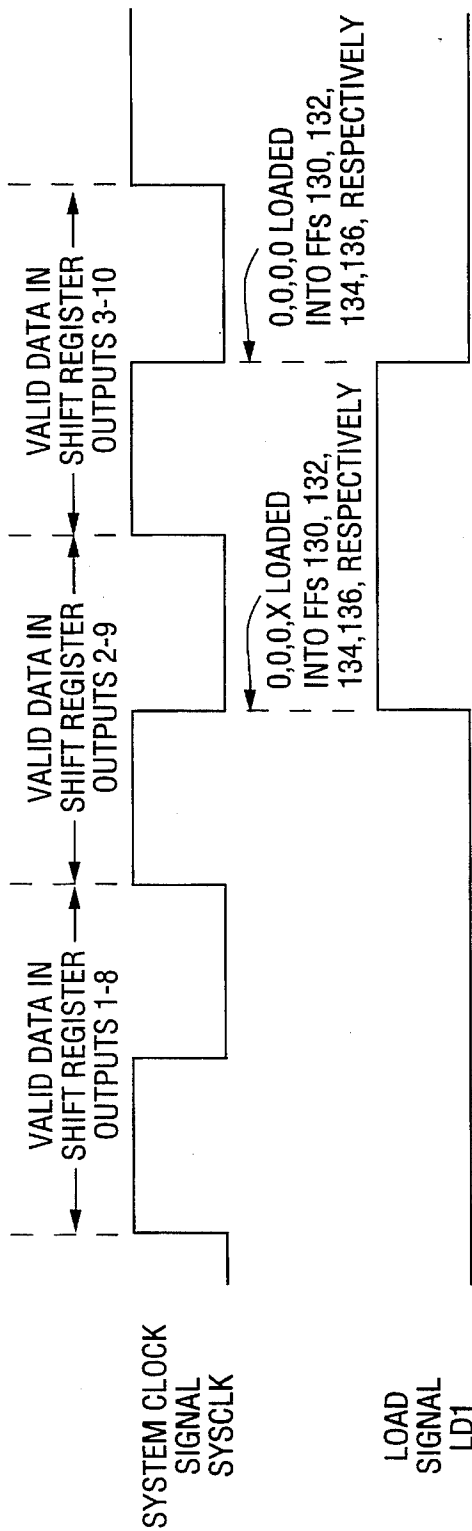 VALID DATA IN
SHIFT REGISTER
OUTPUTS 1-8
VALID DATA IN
SHIFT REGISTER
OUTPUTS 2-9
VALID DATA IN
SHIFT REGISTER
OUTPUTS 3-10
SYSTEM CLOCK
SIGNAL
SYSCLK
0,0,0,X LOADED
INTO FFS 130, 132,
134,136, RESPECTIVELY
0,0,0,0 LOADED
INTO FFS 130, 132,
134,136, RESPECTIVELY
LOAD
SIGNAL
LD1